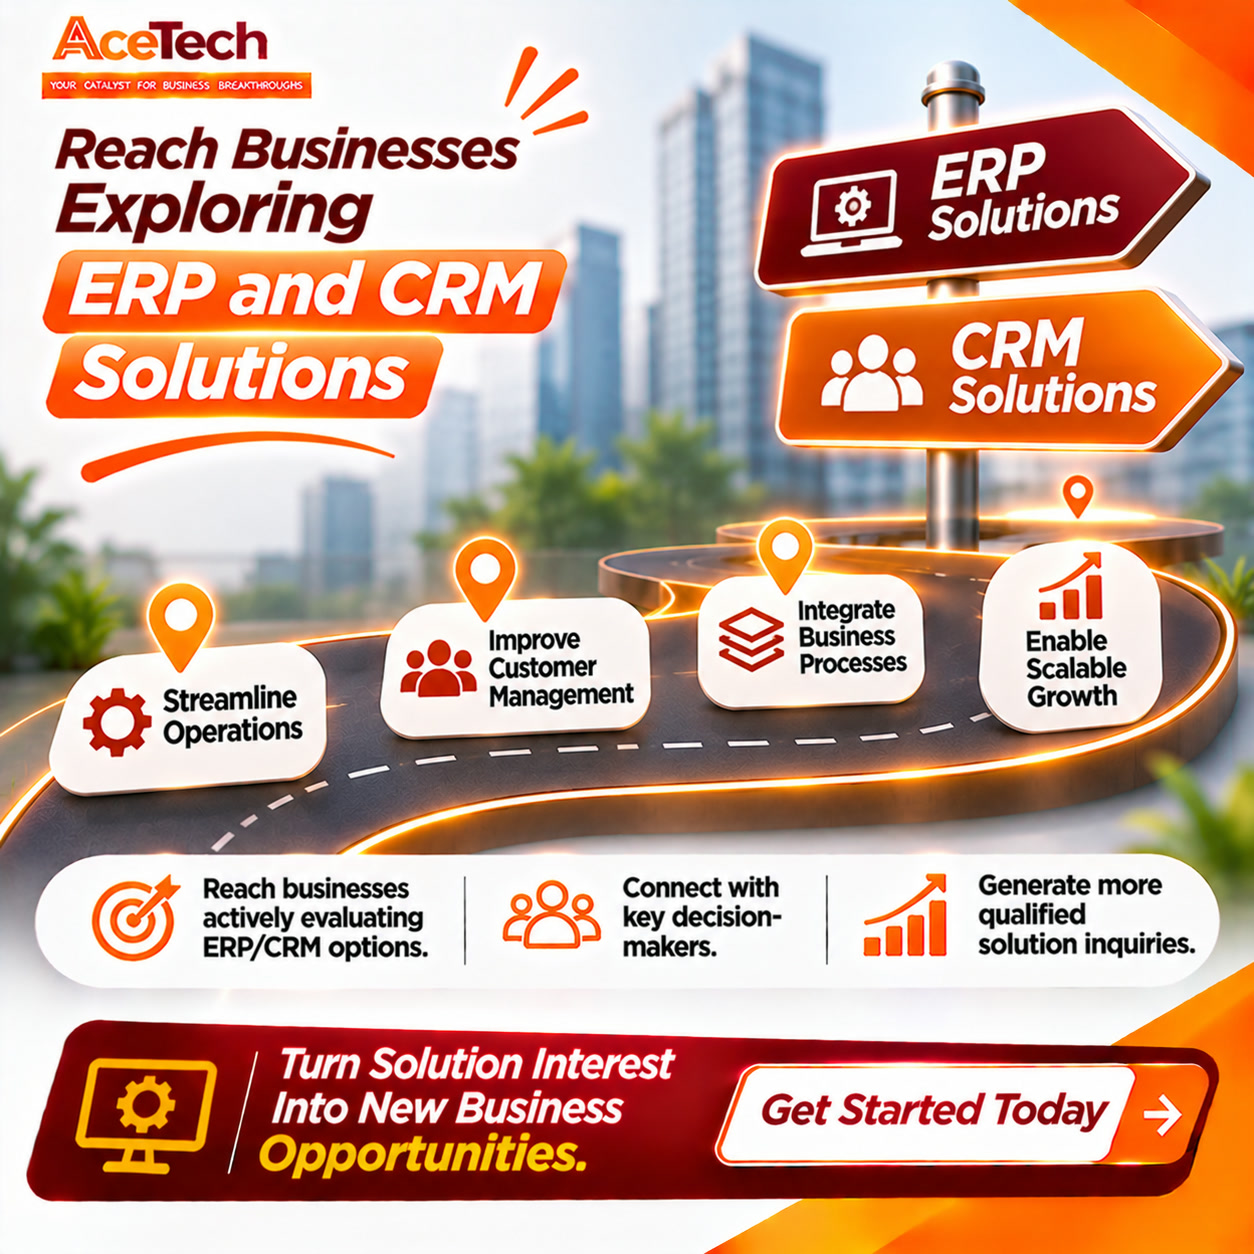 AceTech
YOUR CATALYST FOR BUSINESS BREAKTHROUGHS
Reach Businesses
Exploring
ERP and CRM
Solutions
ERP
Solutions
CRM
Solutions
Streamline
Operations
Improve
Customer
Management
Integrate
Business
Processes
Enable
Scalable
Growth
Reach businesses
actively evaluating
ERP/CRM options.
Connect with
key decision-
makers.
Generate more
qualified
solution inquiries.
Turn Solution Interest
Into New Business
Opportunities.
Get Started Today